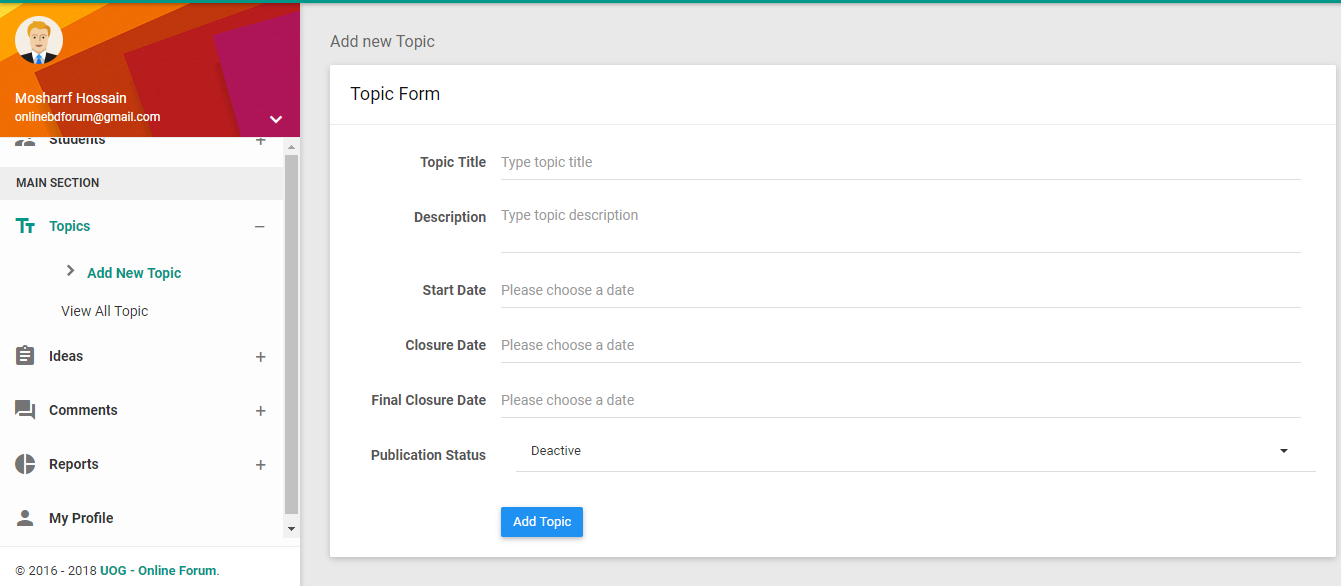 Mosharrf Hossain
onlinebdforum@gmail.com
Students +
MAIN SECTION
Topics −
Add New Topic
View All Topic
Ideas +
Comments +
Reports +
My Profile
© 2016 - 2018 UOG - Online Forum.
Add new Topic
Topic Form
Topic Title Type topic title
Description Type topic description
Start Date Please choose a date
Closure Date Please choose a date
Final Closure Date Please choose a date
Publication Status Deactive
Add Topic